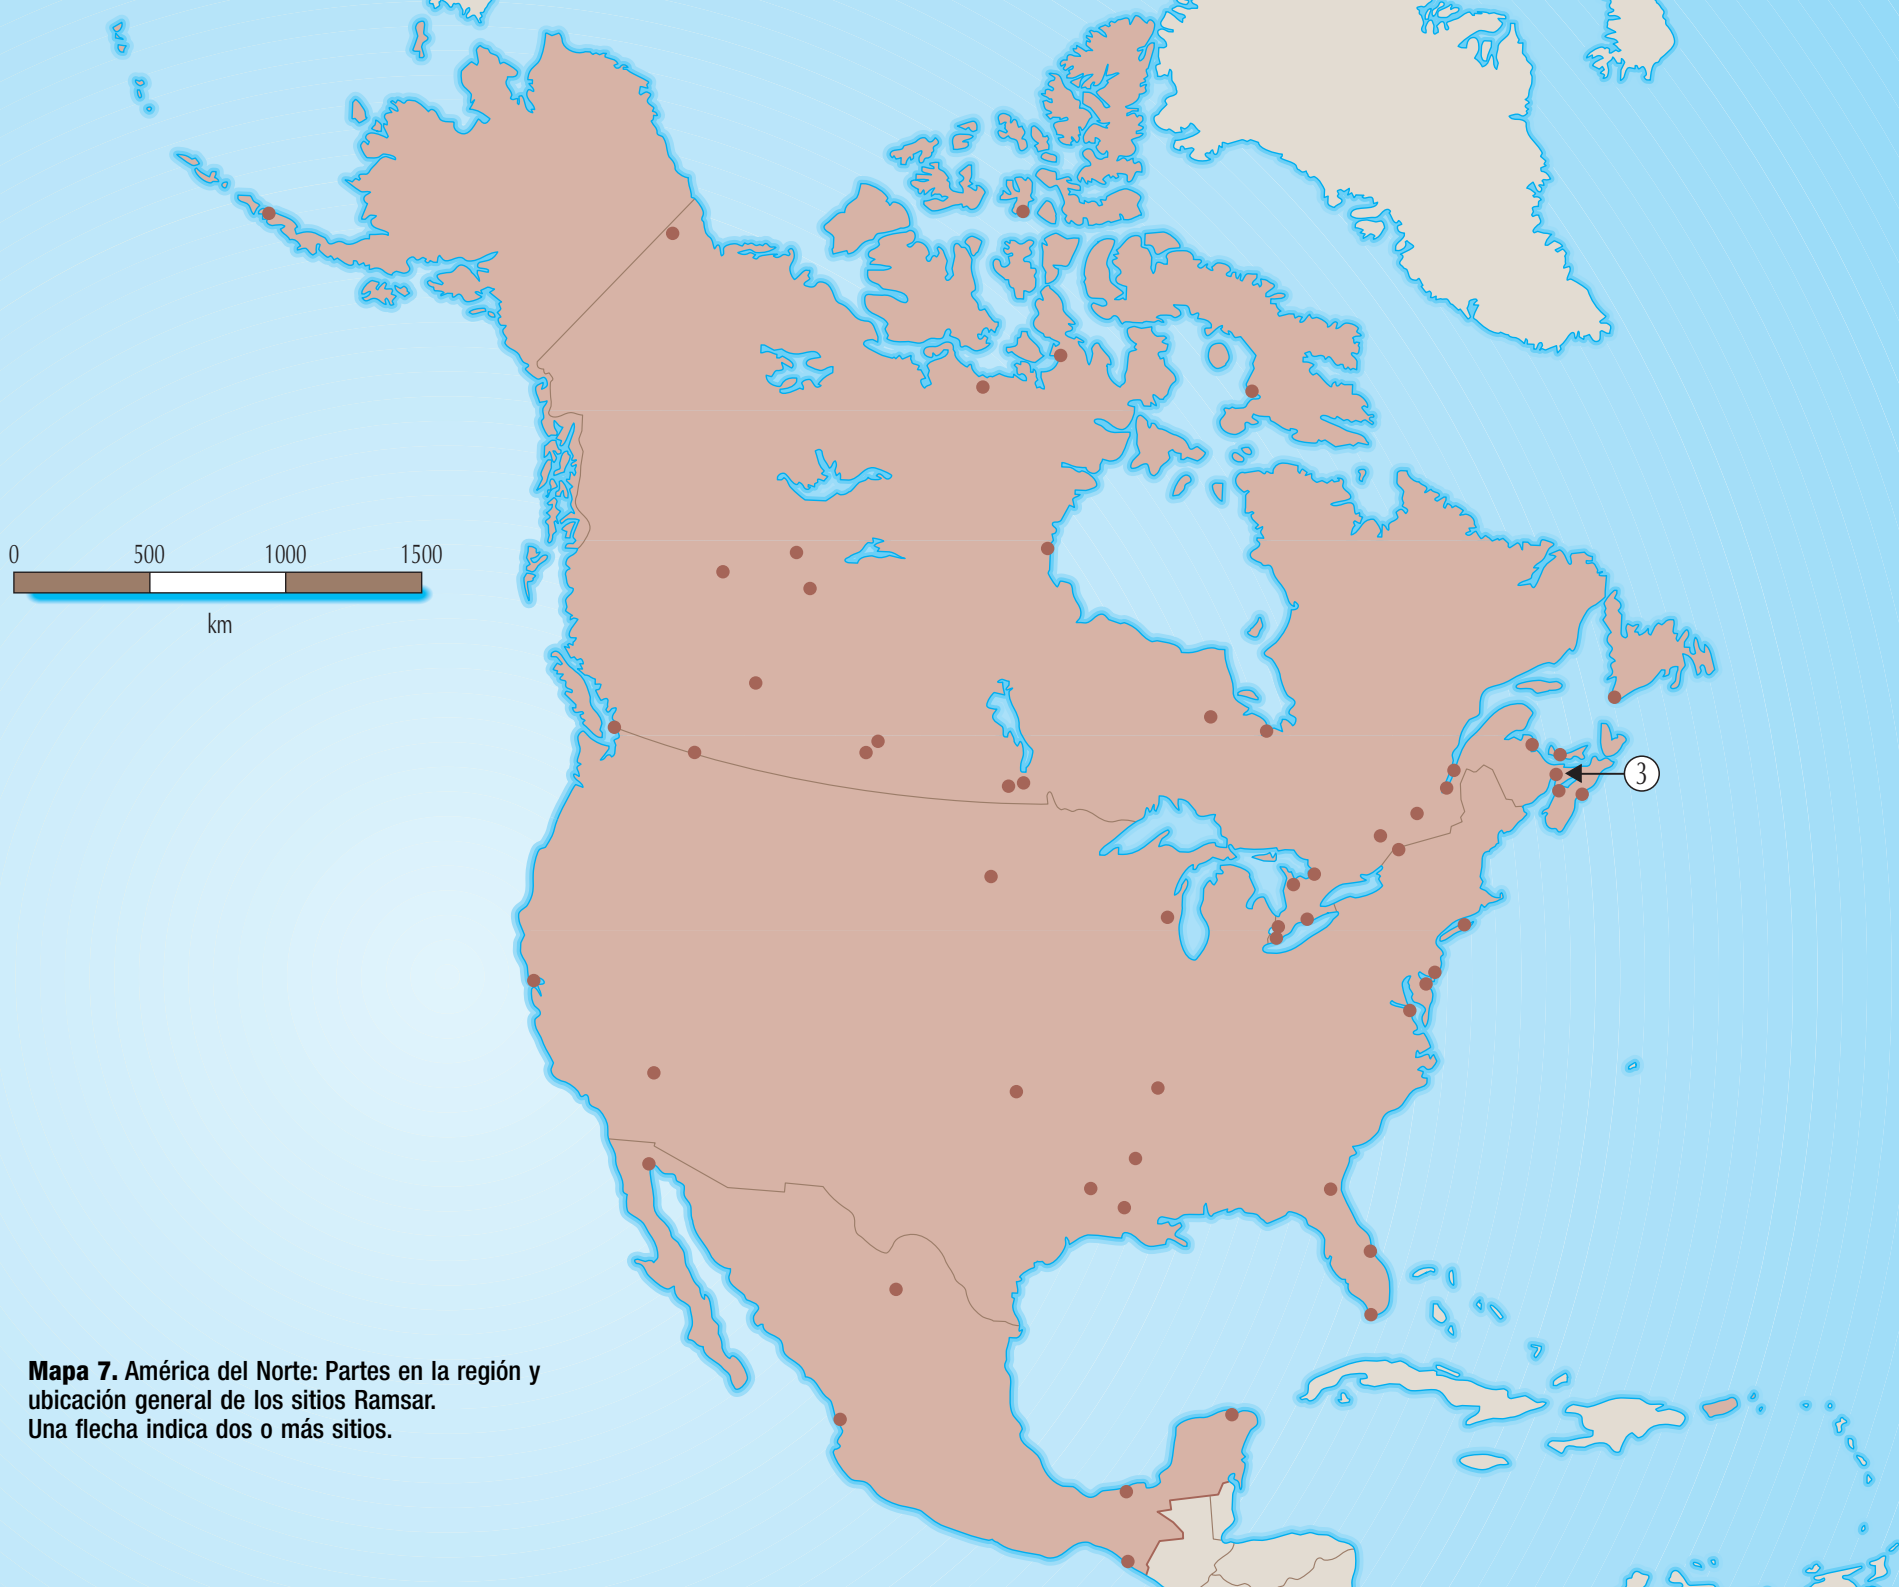 0 500 1000 1500
km
3
Mapa 7. América del Norte: Partes en la región y
ubicación general de los sitios Ramsar.
Una flecha indica dos o más sitios.